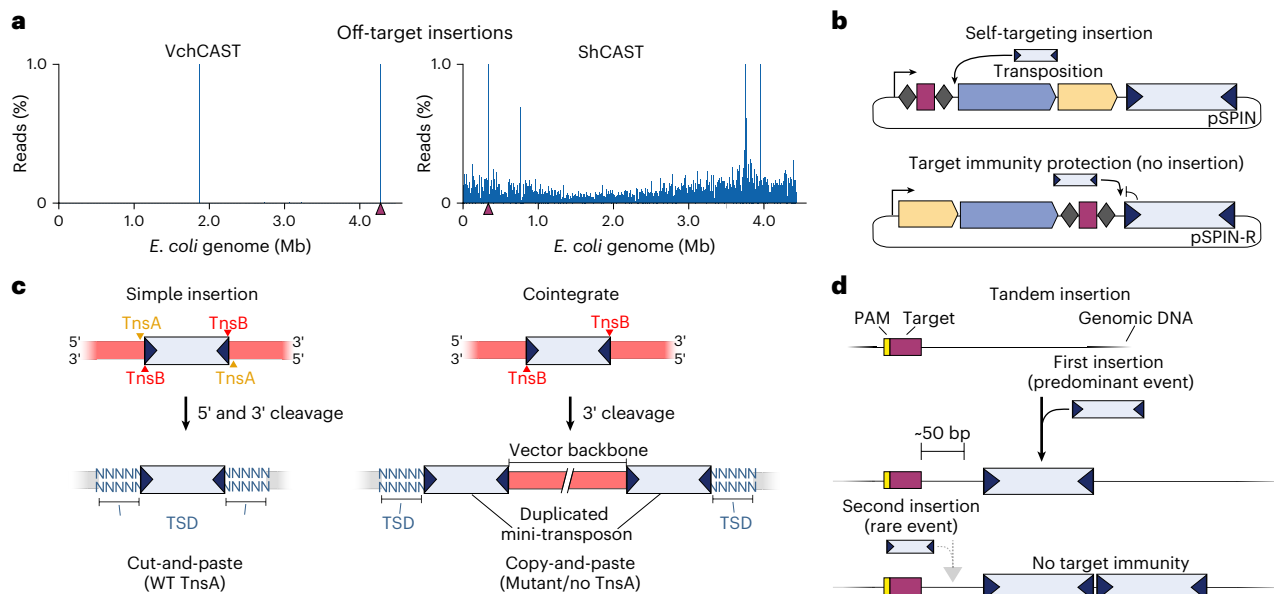 a
Off-target insertions
VchCAST
ShCAST
1.0
0
Reads (%)
0
1.0
2.0
3.0
4.0
E. coli genome (Mb)
1.0
0
Reads (%)
0
1.0
2.0
3.0
4.0
E. coli genome (Mb)
b
Self-targeting insertion
Transposition
pSPIN
Target immunity protection (no insertion)
pSPIN-R
c
Simple insertion
TnsA
TnsB
5'
3'
3'
5'
TnsB
TnsA
5' and 3' cleavage
NNNNN
NNNNN
NNNNN
NNNNN
TSD
Cut-and-paste
(WT TnsA)
Cointegrate
TnsB
5'
3'
3'
5'
TnsB
3' cleavage
Vector backbone
NNNNN
NNNNN
NNNNN
NNNNN
TSD
Duplicated
mini-transposon
TSD
Copy-and-paste
(Mutant/no TnsA)
d
Tandem insertion
PAM
Target
Genomic DNA
First insertion
(predominant event)
~50 bp
Second insertion
(rare event)
No target immunity